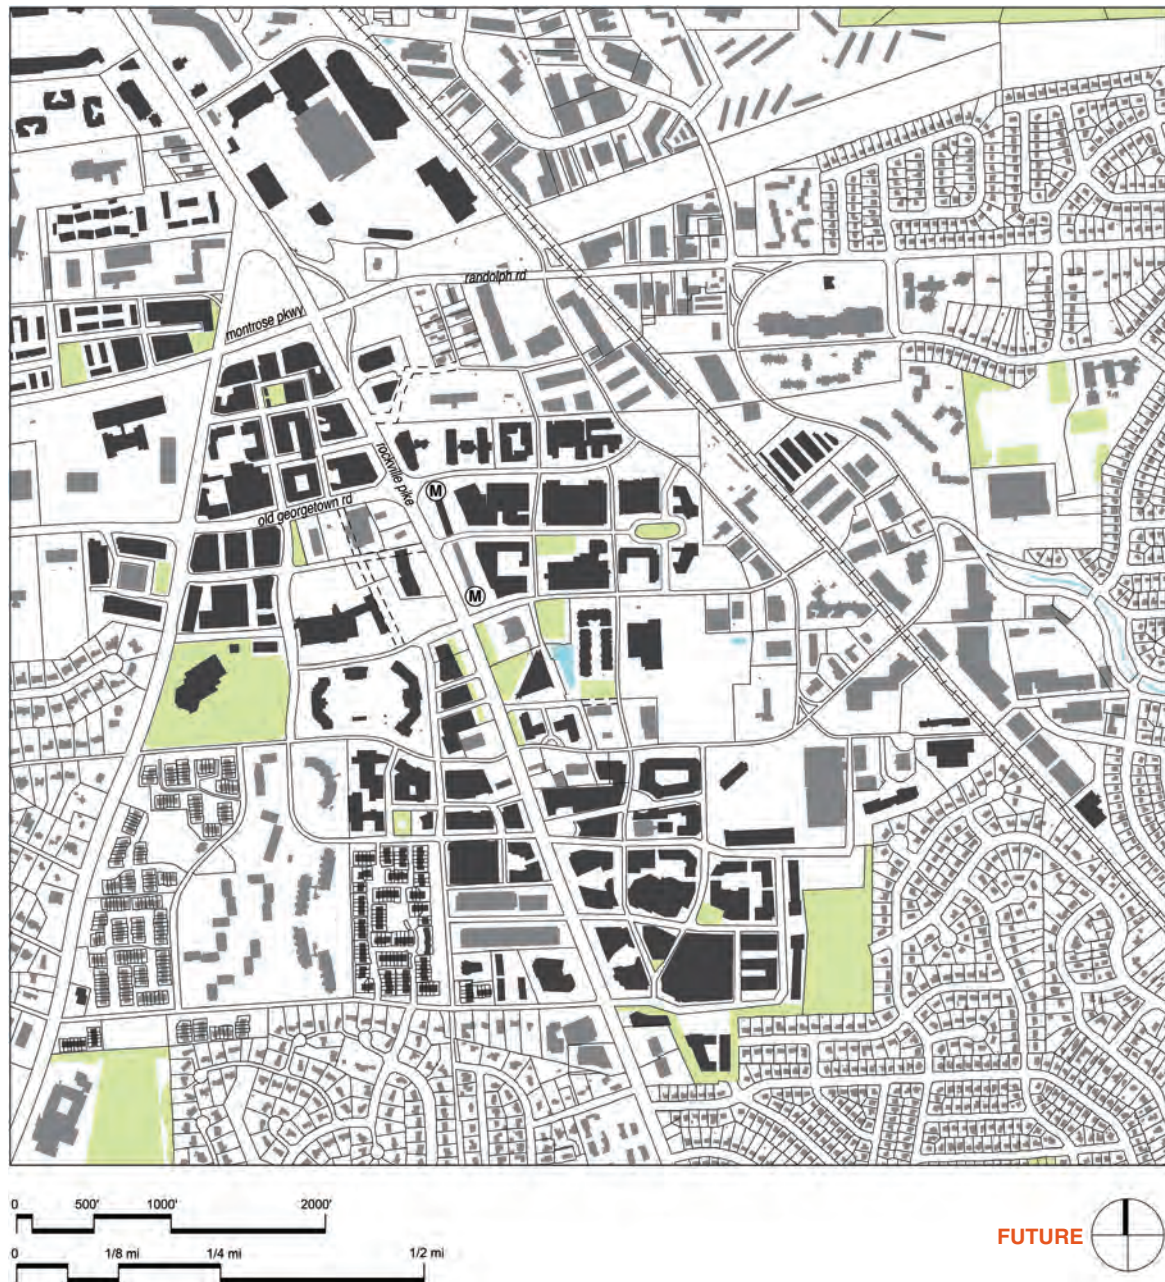 randolph rd
montrose pkwy
rockville pike
M
old georgetown rd
M
0 500' 1000' 2000'
0 1/8 mi 1/4 mi 1/2 mi
FUTURE